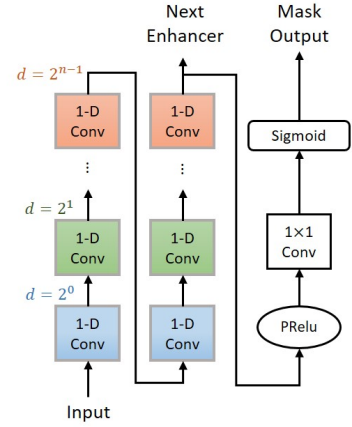 Next
Enhancer
Mask
Output
d = 2^{n−1}
1-D
Conv
1-D
Conv
Sigmoid
⋮
⋮
d = 2^1
1-D
Conv
1-D
Conv
1×1
Conv
d = 2^0
1-D
Conv
1-D
Conv
PRelu
Input